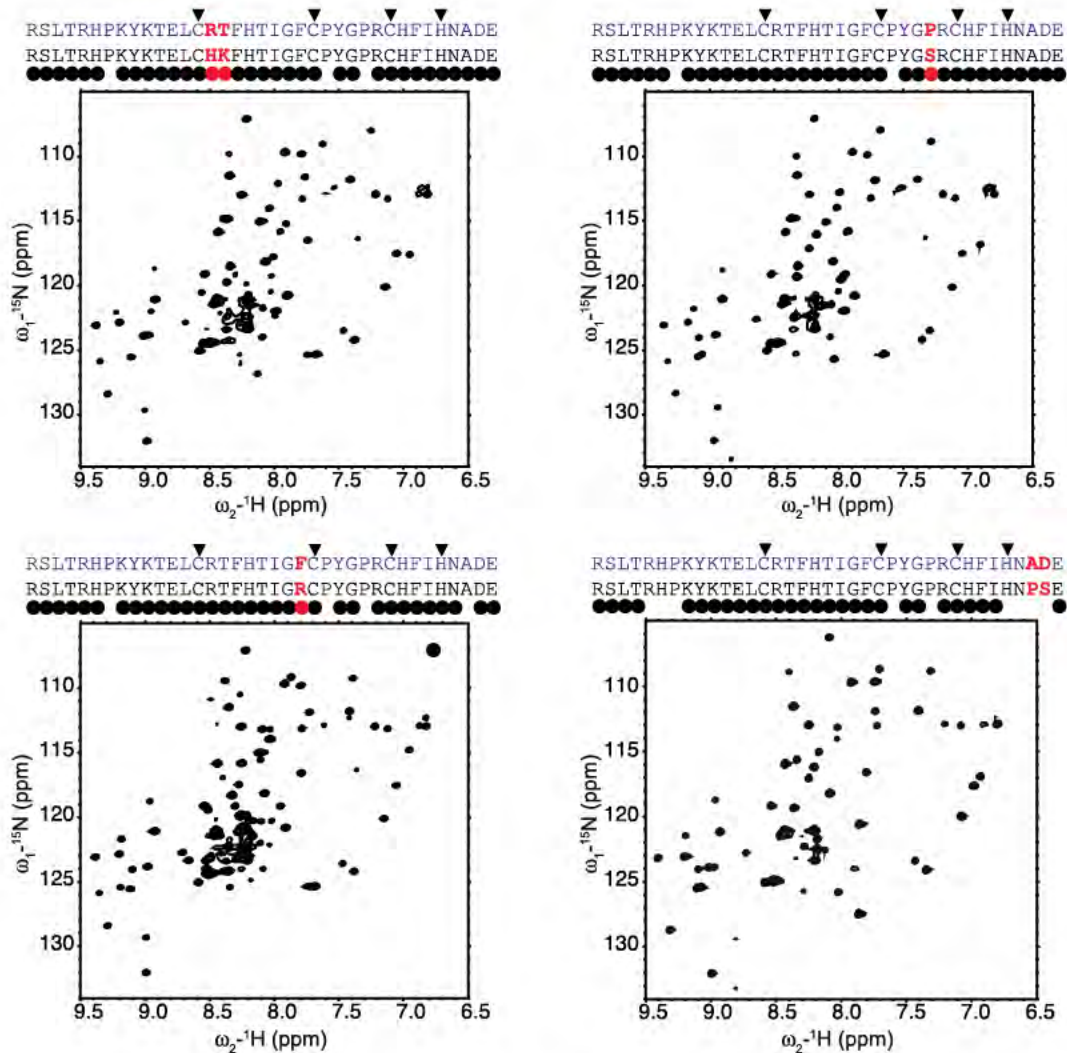 RSLTRHPKYKTELCRTFHTIGFCPYGPRCHFIHNADE
RSLTRHPKYKTELCHKFHTIGFCPYGPRCHFIHNADE
110
115
120
125
130
ω1-15N (ppm)
9.5 9.0 8.5 8.0 7.5 7.0 6.5
ω2-1H (ppm)
RSLTRHPKYKTELCRTFHTIGFCPYGPRCHFIHNADE
RSLTRHPKYKTELCRTFHTIGFCPYGSRCHFIHNADE
110
115
120
125
130
ω1-15N (ppm)
9.5 9.0 8.5 8.0 7.5 7.0 6.5
ω2-1H (ppm)
RSLTRHPKYKTELCRTFHTIGFCPYGPRCHFIHNADE
RSLTRHPKYKTELCRTFHTIGRCPYGPRCHFIHNADE
110
115
120
125
130
ω1-15N (ppm)
9.5 9.0 8.5 8.0 7.5 7.0 6.5
ω2-1H (ppm)
RSLTRHPKYKTELCRTFHTIGFCPYGPRCHFIHNADE
RSLTRHPKYKTELCRTFHTIGFCPYGPRCHFIHNPSE
110
115
120
125
130
ω1-15N (ppm)
9.5 9.0 8.5 8.0 7.5 7.0 6.5
ω2-1H (ppm)